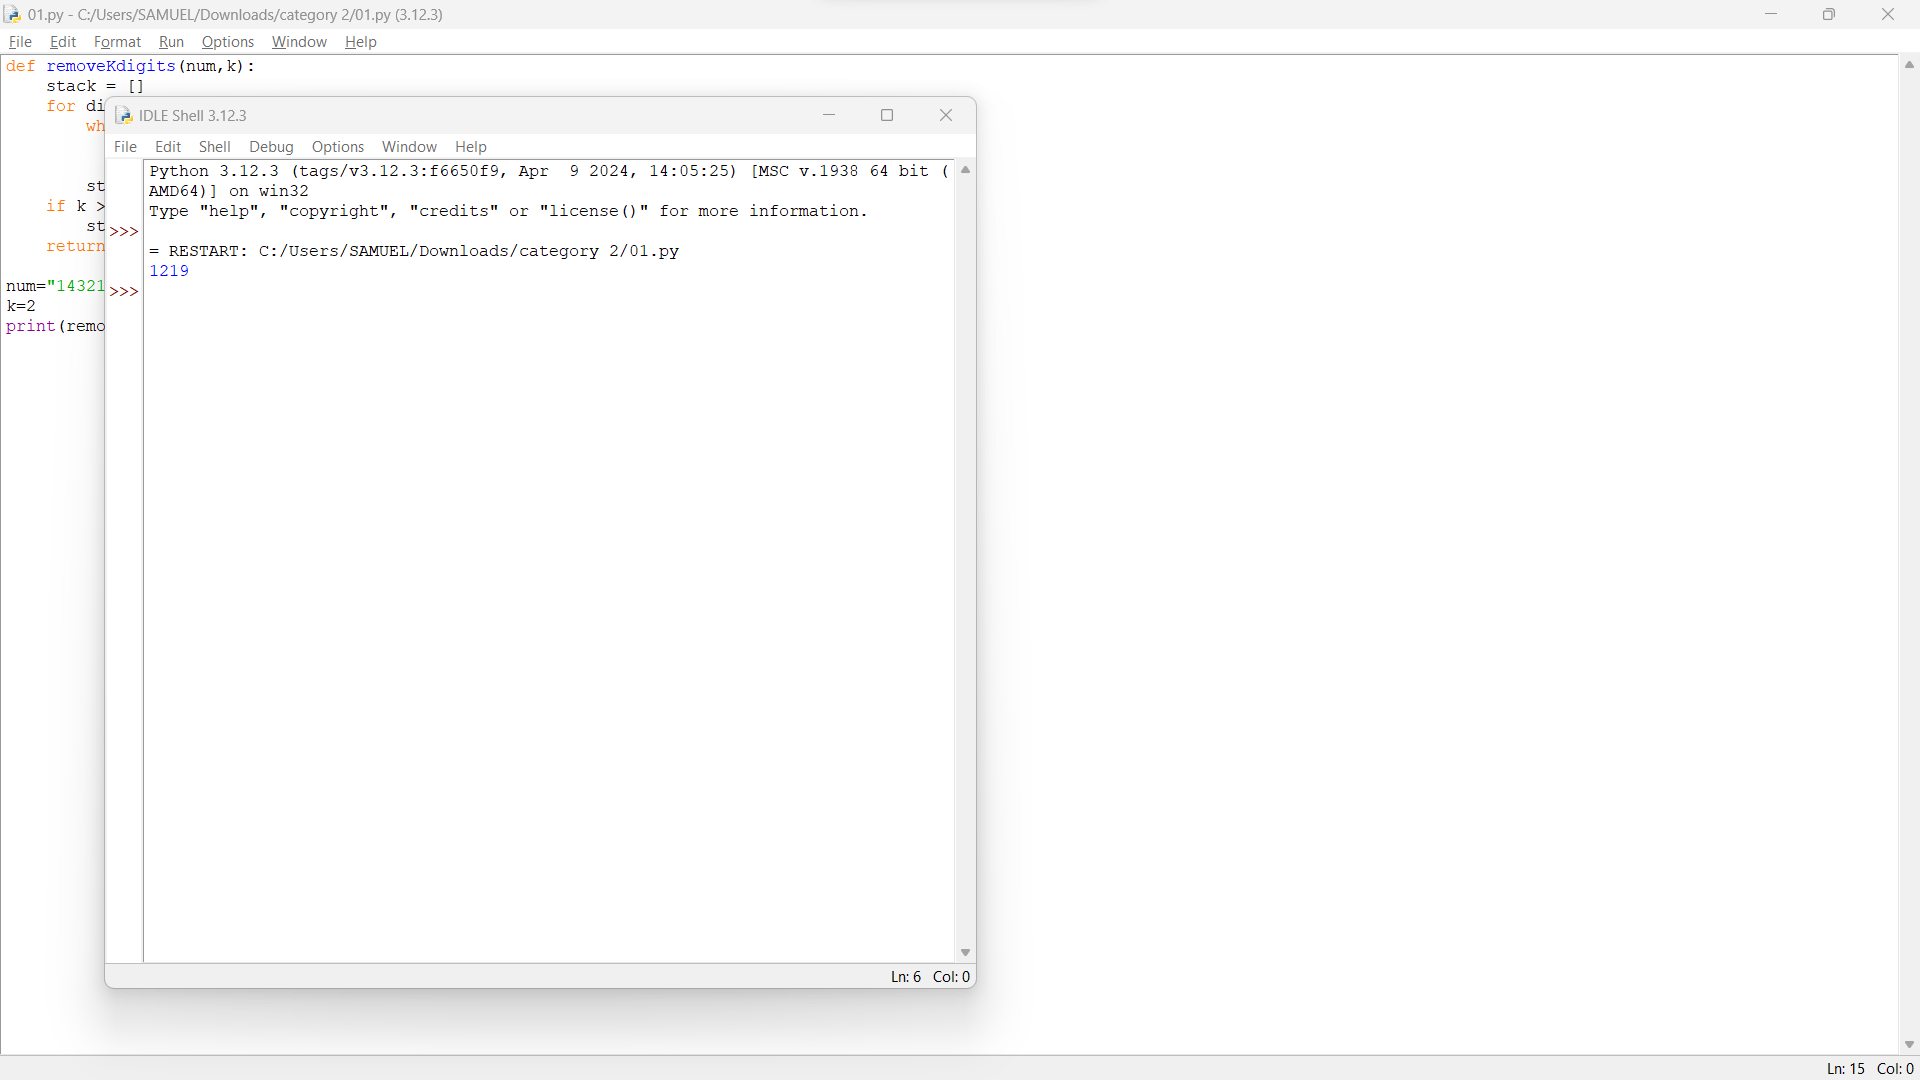 01.py - C:/Users/SAMUEL/Downloads/category 2/01.py (3.12.3)
File Edit Format Run Options Window Help
def removeKdigits(num,k):
    stack = []
    for di
        wh
        st
    if k >
        st
    return
num="14321
k=2
print(remo
IDLE Shell 3.12.3
File Edit Shell Debug Options Window Help
Python 3.12.3 (tags/v3.12.3:f6650f9, Apr  9 2024, 14:05:25) [MSC v.1938 64 bit (
AMD64)] on win32
Type "help", "copyright", "credits" or "license()" for more information.
>>>
= RESTART: C:/Users/SAMUEL/Downloads/category 2/01.py
1219
>>>
Ln: 6 Col: 0
Ln: 15 Col: 0